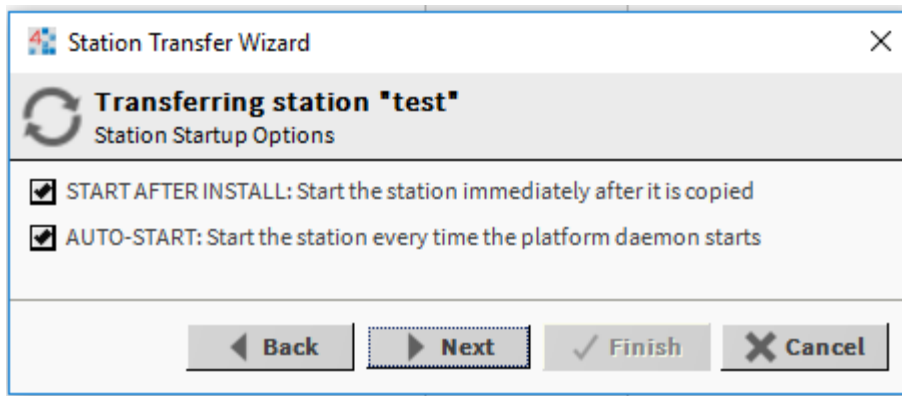 Station Transfer Wizard
Transferring station "test"
Station Startup Options
START AFTER INSTALL: Start the station immediately after it is copied
AUTO-START: Start the station every time the platform daemon starts
Back Next Finish Cancel